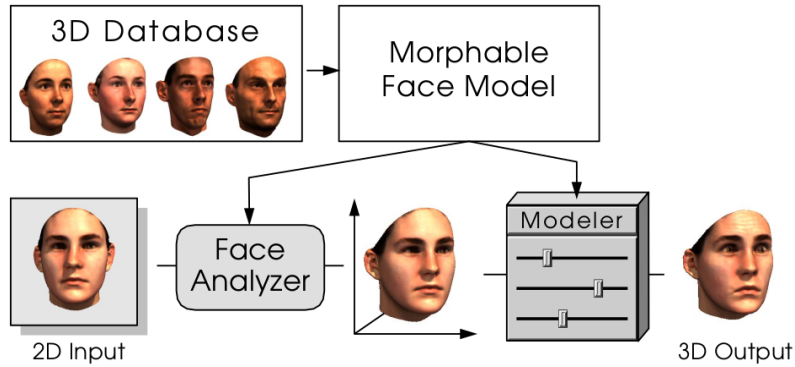 3D Database
Morphable
Face Model
Face
Analyzer
Modeler
2D Input
3D Output